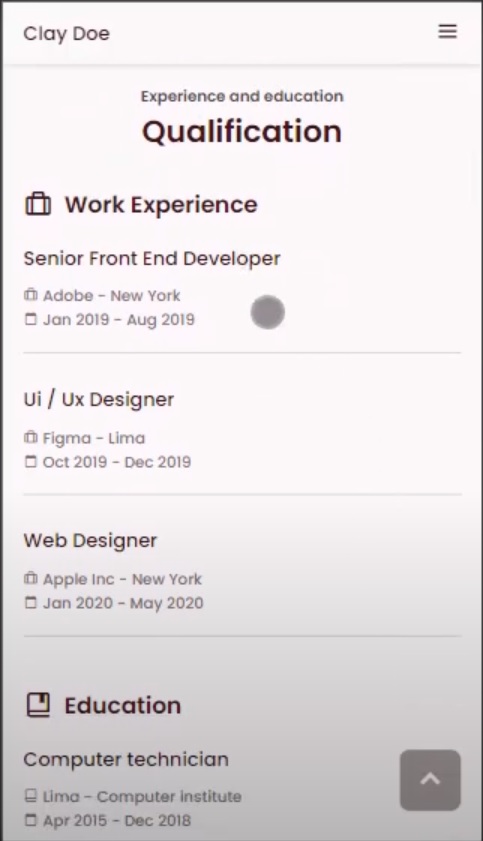 Clay Doe
Experience and education
Qualification
Work Experience
Senior Front End Developer
Adobe - New York
Jan 2019 - Aug 2019
Ui / Ux Designer
Figma - Lima
Oct 2019 - Dec 2019
Web Designer
Apple Inc - New York
Jan 2020 - May 2020
Education
Computer technician
Lima - Computer institute
Apr 2015 - Dec 2018